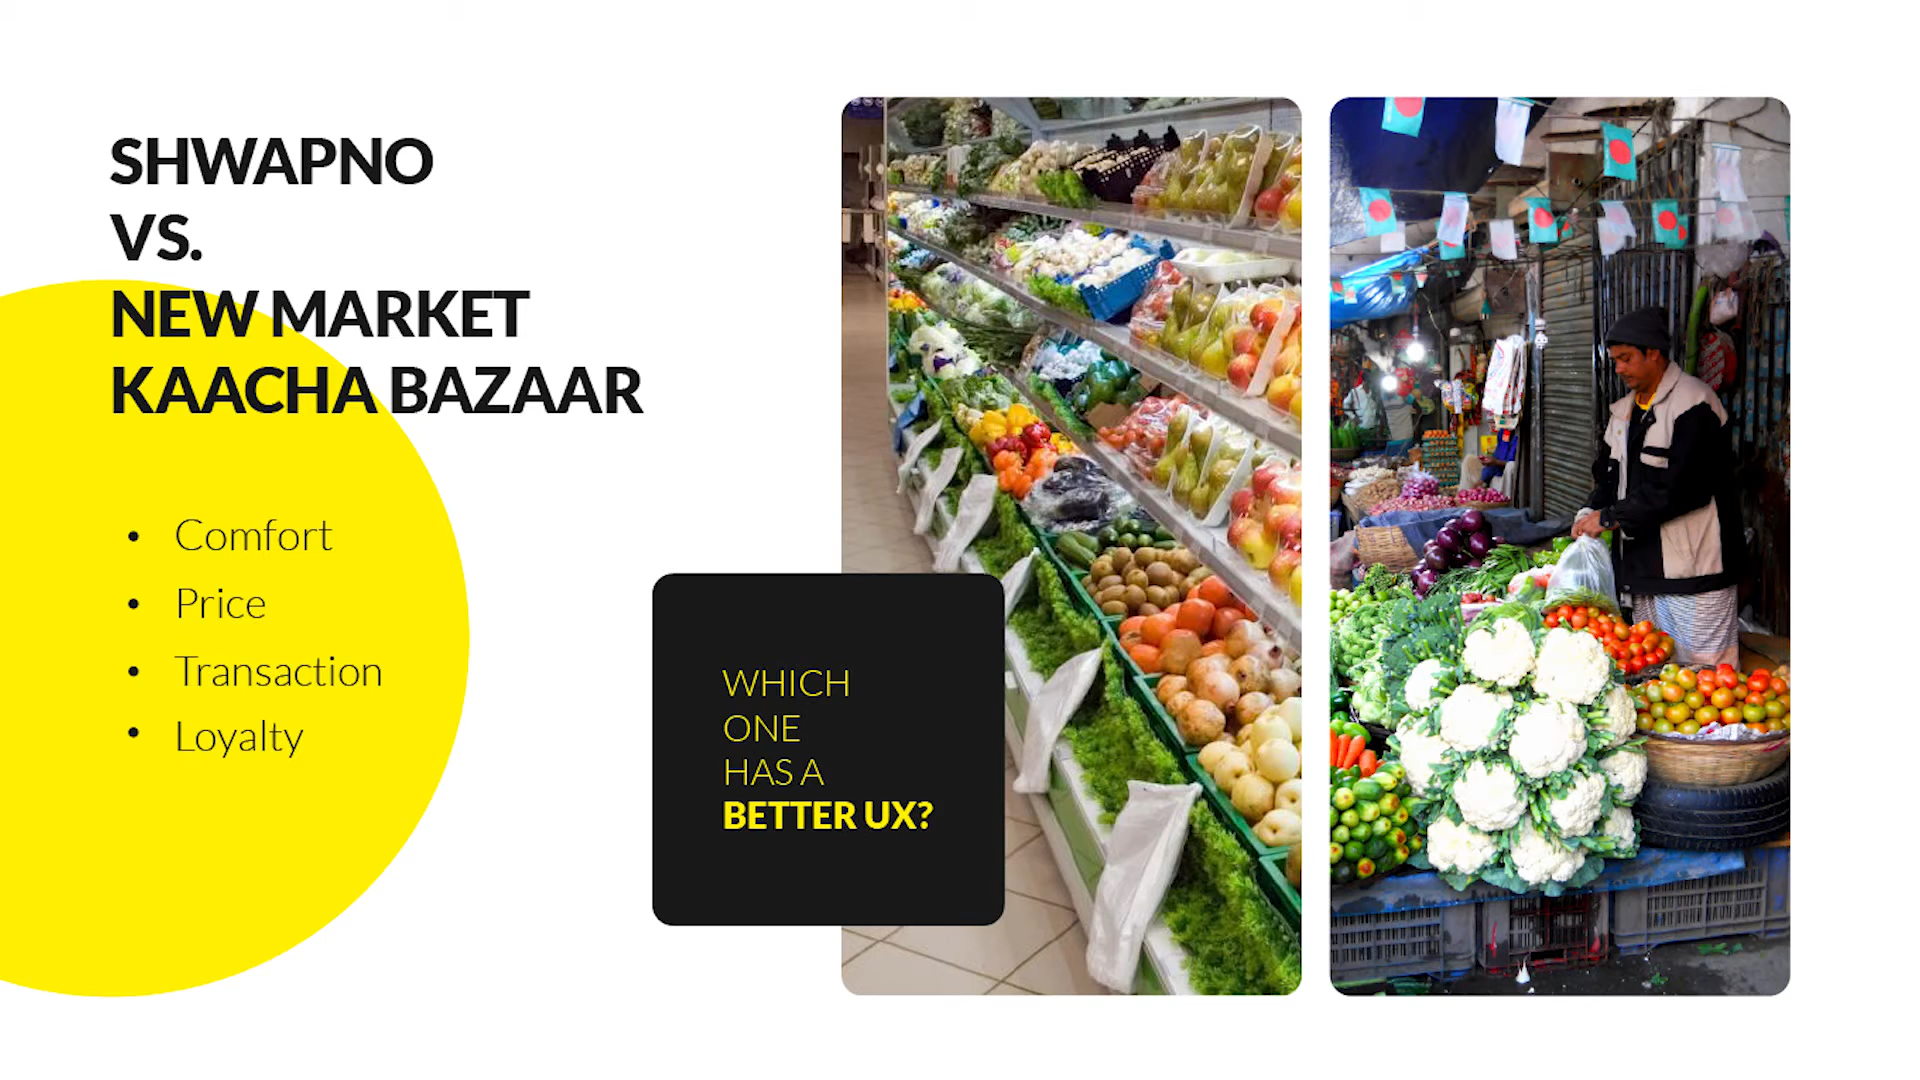 SHWAPNO
VS.
NEW MARKET
KAACHA BAZAAR
• Comfort
• Price
• Transaction
• Loyalty
WHICH
ONE
HAS A
BETTER UX?